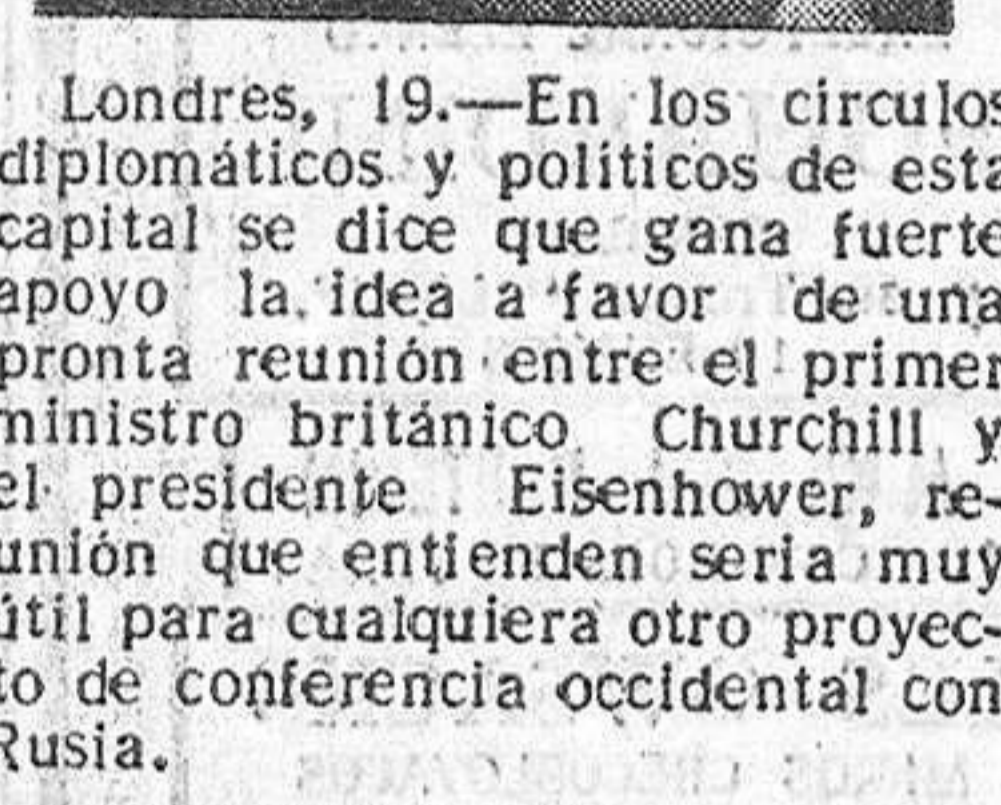 Londres, 19.—En los circulos
diplomáticos y políticos de esta
capital se dice que gana fuerte
apoyo la idea a favor de una
pronta reunión entre el primer
ministro británico Churchill y
el presidente Eisenhower, re-
unión que entienden seria muy
útil para cualquiera otro proyec-
to de conferencia occidental con
Rusia.